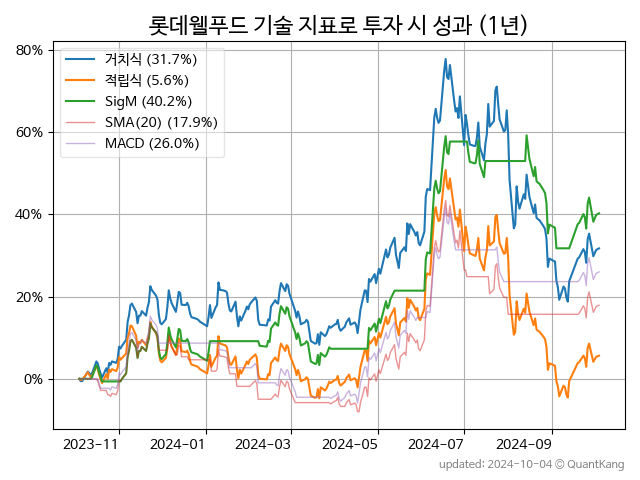 롯데웰푸드 기술 지표로 투자 시 성과 (1년)
거치식 (31.7%)
적립식 (5.6%)
SigM (40.2%)
SMA(20) (17.9%)
MACD (26.0%)
80%
60%
40%
20%
0%
2023-11 2024-01 2024-03 2024-05 2024-07 2024-09
updated: 2024-10-04 © QuantKang